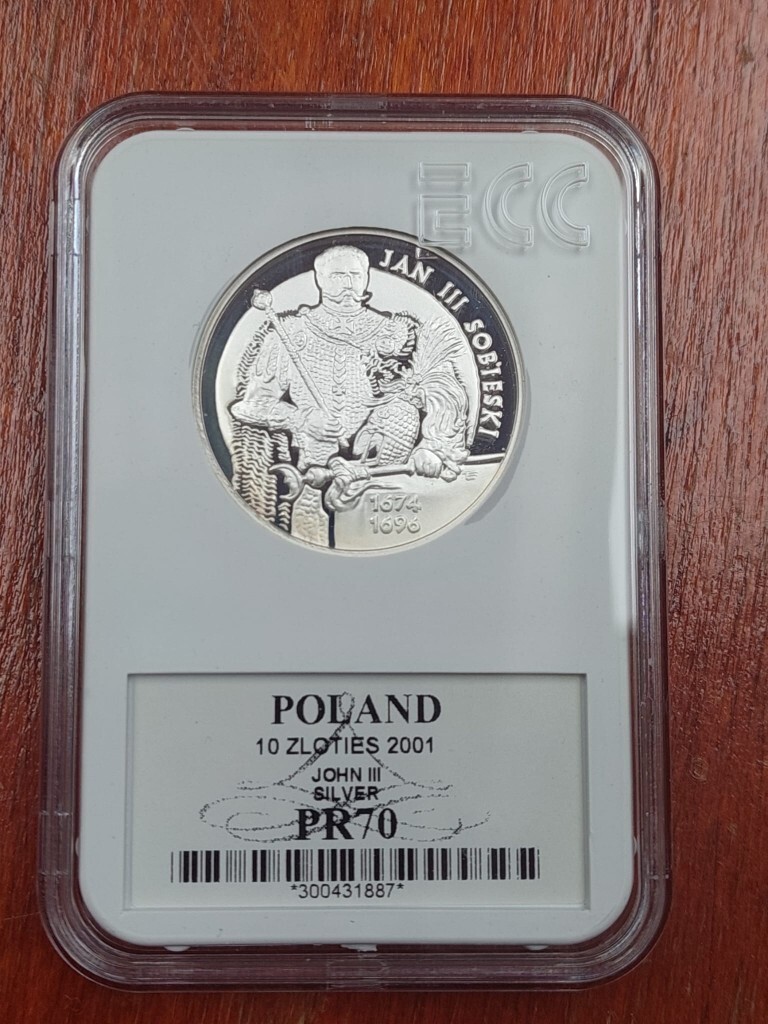 ECC
JAN III SOBIESKI
1674
1696
POLAND
10 ZLOTIES 2001
JOHN III
SILVER
PR70
*300431887*